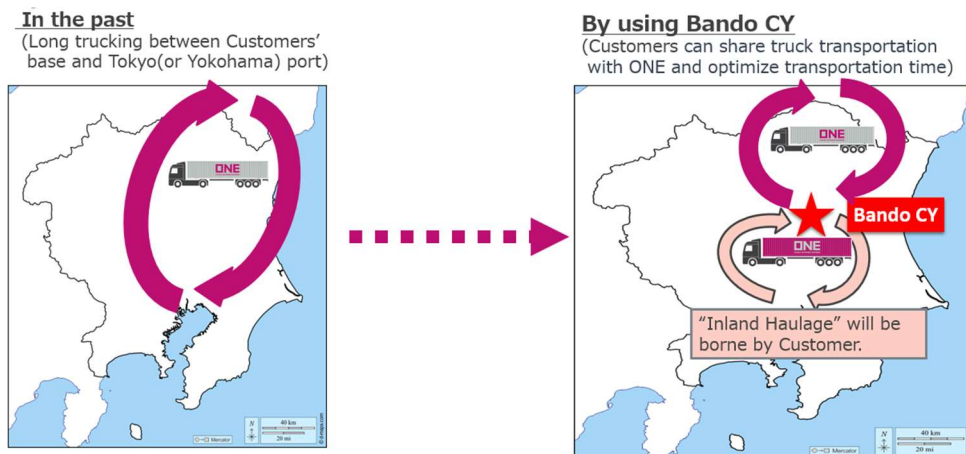 In the past
(Long trucking between Customers'
base and Tokyo(or Yokohama) port)
ONE
N
40 km
20 mi
Mercator
© d-maps.com
By using Bando CY
(Customers can share truck transportation
with ONE and optimize transportation time)
ONE
Bando CY
ONE
"Inland Haulage" will be
borne by Customer.
N
40 km
20 mi
Mercator